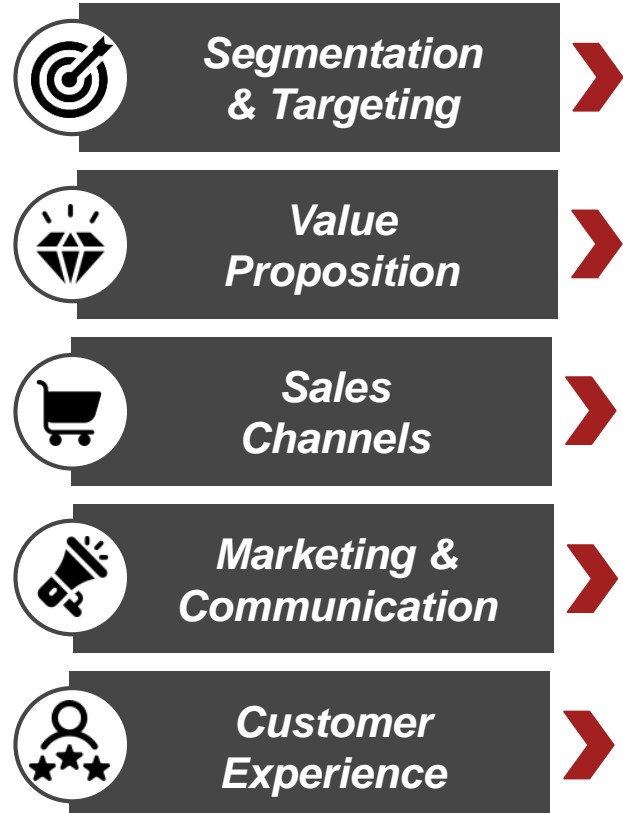 Segmentation
& Targeting
Value
Proposition
Sales
Channels
Marketing &
Communication
Customer
Experience